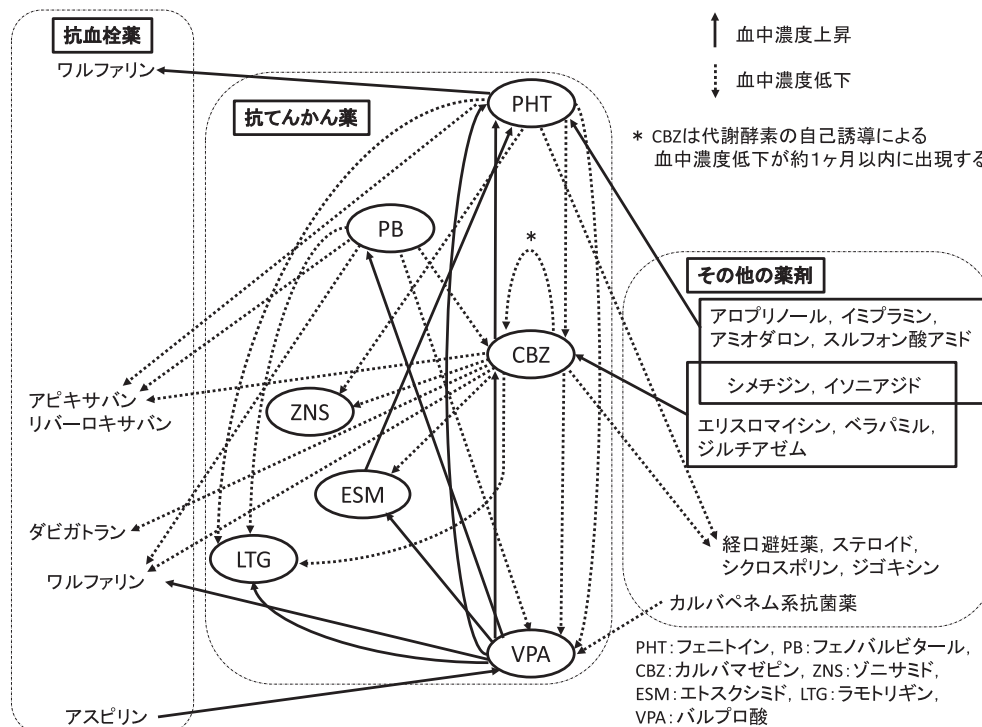 抗血栓薬
ワルファリン
抗てんかん薬
PHT
血中濃度上昇
血中濃度低下
* CBZは代謝酵素の自己誘導による
血中濃度低下が約1ヶ月以内に出現する
PB
*
その他の薬剤
アロプリノール, イミプラミン,
アミオダロン, スルフォン酸アミド
シメチジン, イソニアジド
エリスロマイシン, ベラパミル,
ジルチアゼム
CBZ
アピキサバン
リバーロキサバン
ZNS
ESM
ダビガトラン
LTG
ワルファリン
経口避妊薬, ステロイド,
シクロスポリン, ジゴキシン
カルバペネム系抗菌薬
VPA
アスピリン
PHT:フェニトイン, PB:フェノバルビタール,
CBZ:カルバマゼピン, ZNS:ゾニサミド,
ESM:エトスクシミド, LTG:ラモトリギン,
VPA:バルプロ酸